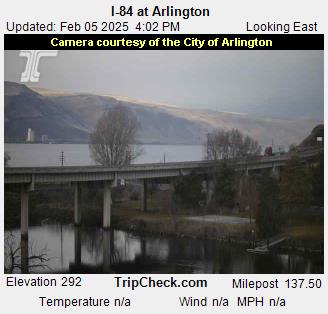 I-84 at Arlington
Updated: Feb 05 2025 4:02 PM Looking East
Camera courtesy of the City of Arlington
Elevation 292 TripCheck.com Milepost 137.50
Temperature n/a Wind n/a MPH n/a